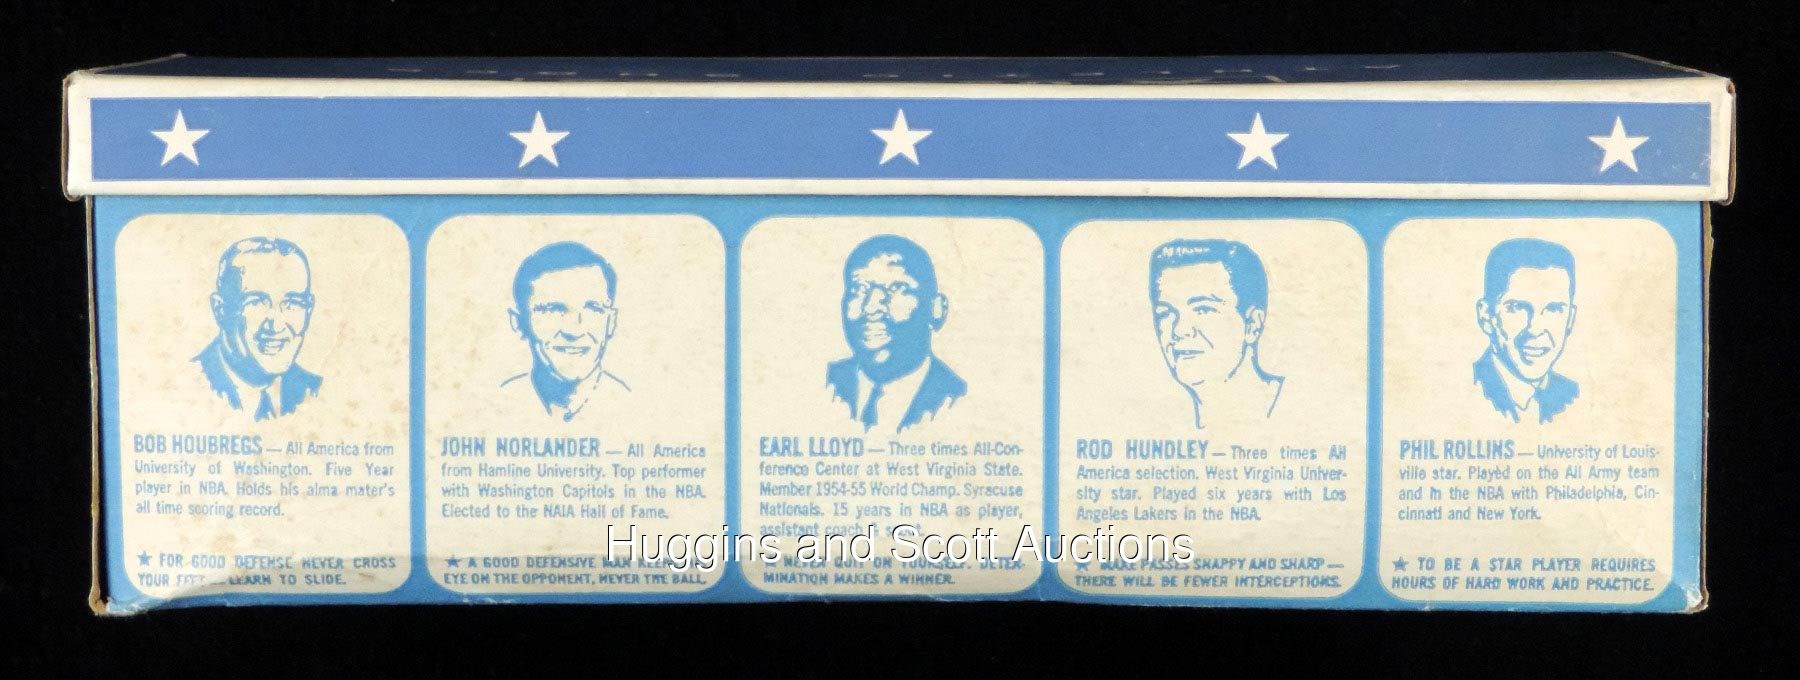 BOB HOUBREGS — All America from
University of Washington. Five Year
player in NBA. Holds his alma mater's
all time scoring record.
★ FOR GOOD DEFENSE NEVER CROSS
YOUR FEET — LEARN TO SLIDE.
JOHN NORLANDER — All America
from Hamline University. Top performer
with Washington Capitols in the NBA.
Elected to the NAIA Hall of Fame.
★ A GOOD DEFENSIVE MAN KEEPS HIS
EYE ON THE OPPONENT, NEVER THE BALL.
EARL LLOYD — Three times All-Con-
ference Center at West Virginia State.
Member 1954-55 World Champ. Syracuse
Nationals. 15 years in NBA as player,
assistant coach & scout.
★ NEVER QUIT ON YOURSELF. DETER-
MINATION MAKES A WINNER.
ROD HUNDLEY — Three times All
America selection. West Virginia Univer-
sity star. Played six years with Los
Angeles Lakers in the NBA.
★ MAKE PASSES SNAPPY AND SHARP —
THERE WILL BE FEWER INTERCEPTIONS.
PHIL ROLLINS — University of Louis-
ville star. Played on the All Army team
and in the NBA with Philadelphia, Cin-
cinnati and New York.
★ TO BE A STAR PLAYER REQUIRES
HOURS OF HARD WORK AND PRACTICE.
Huggins and Scott Auctions